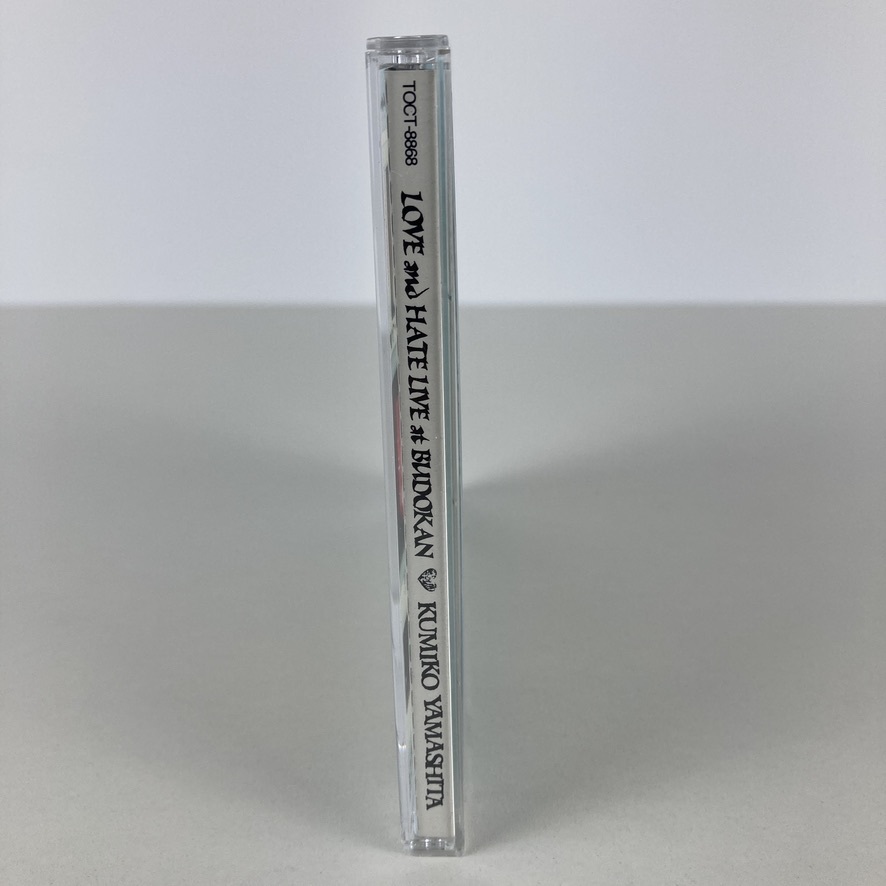 TOCT-8868
LOVE and HATE LIVE at BUDOKAN
KUMIKO YAMASHITA